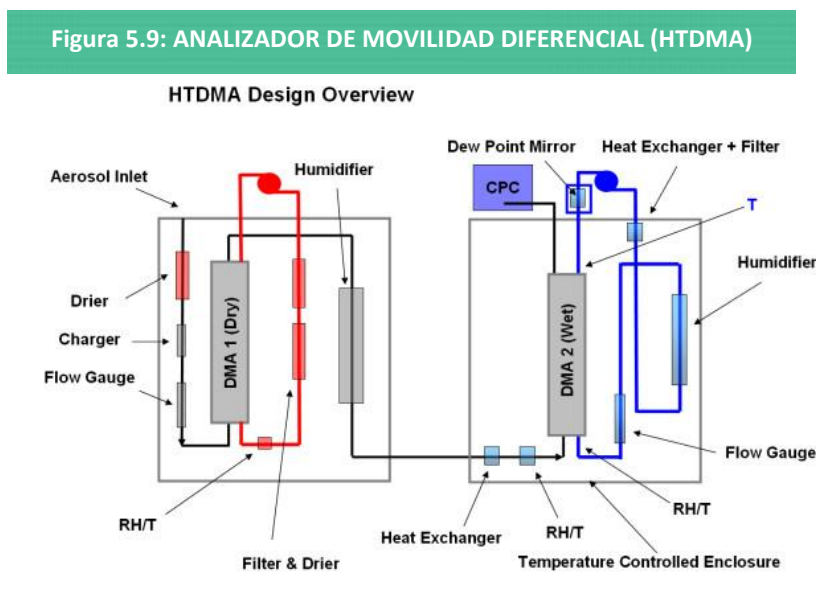 Figura 5.9: ANALIZADOR DE MOVILIDAD DIFERENCIAL (HTDMA)
HTDMA Design Overview
Dew Point Mirror
Heat Exchanger + Filter
Aerosol Inlet
Humidifier
CPC
T
Humidifier
Drier
Charger
Flow Gauge
DMA 1 (Dry)
DMA 2 (Wet)
Flow Gauge
RH/T
RH/T
RH/T
Heat Exchanger
Filter & Drier
Temperature Controlled Enclosure